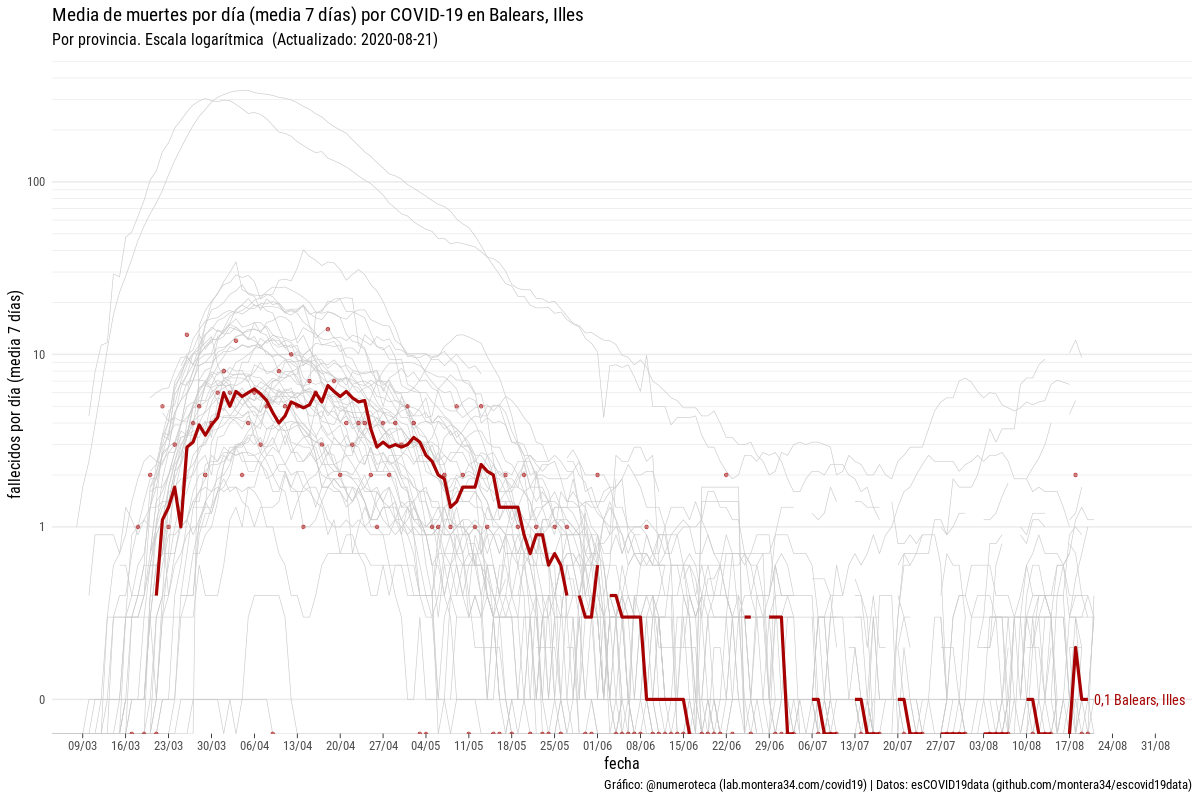 Media de muertes por día (media 7 días) por COVID-19 en Balears, Illes
Por provincia. Escala logarítmica  (Actualizado: 2020-08-21)
fallecidos por día (media 7 días)
100
10
1
0
0,1 Balears, Illes
09/03 16/03 23/03 30/03 06/04 13/04 20/04 27/04 04/05 11/05 18/05 25/05 01/06 08/06 15/06 22/06 29/06 06/07 13/07 20/07 27/07 03/08 10/08 17/08 24/08 31/08
fecha
Gráfico: @numeroteca (lab.montera34.com/covid19) | Datos: esCOVID19data (github.com/montera34/escovid19data)